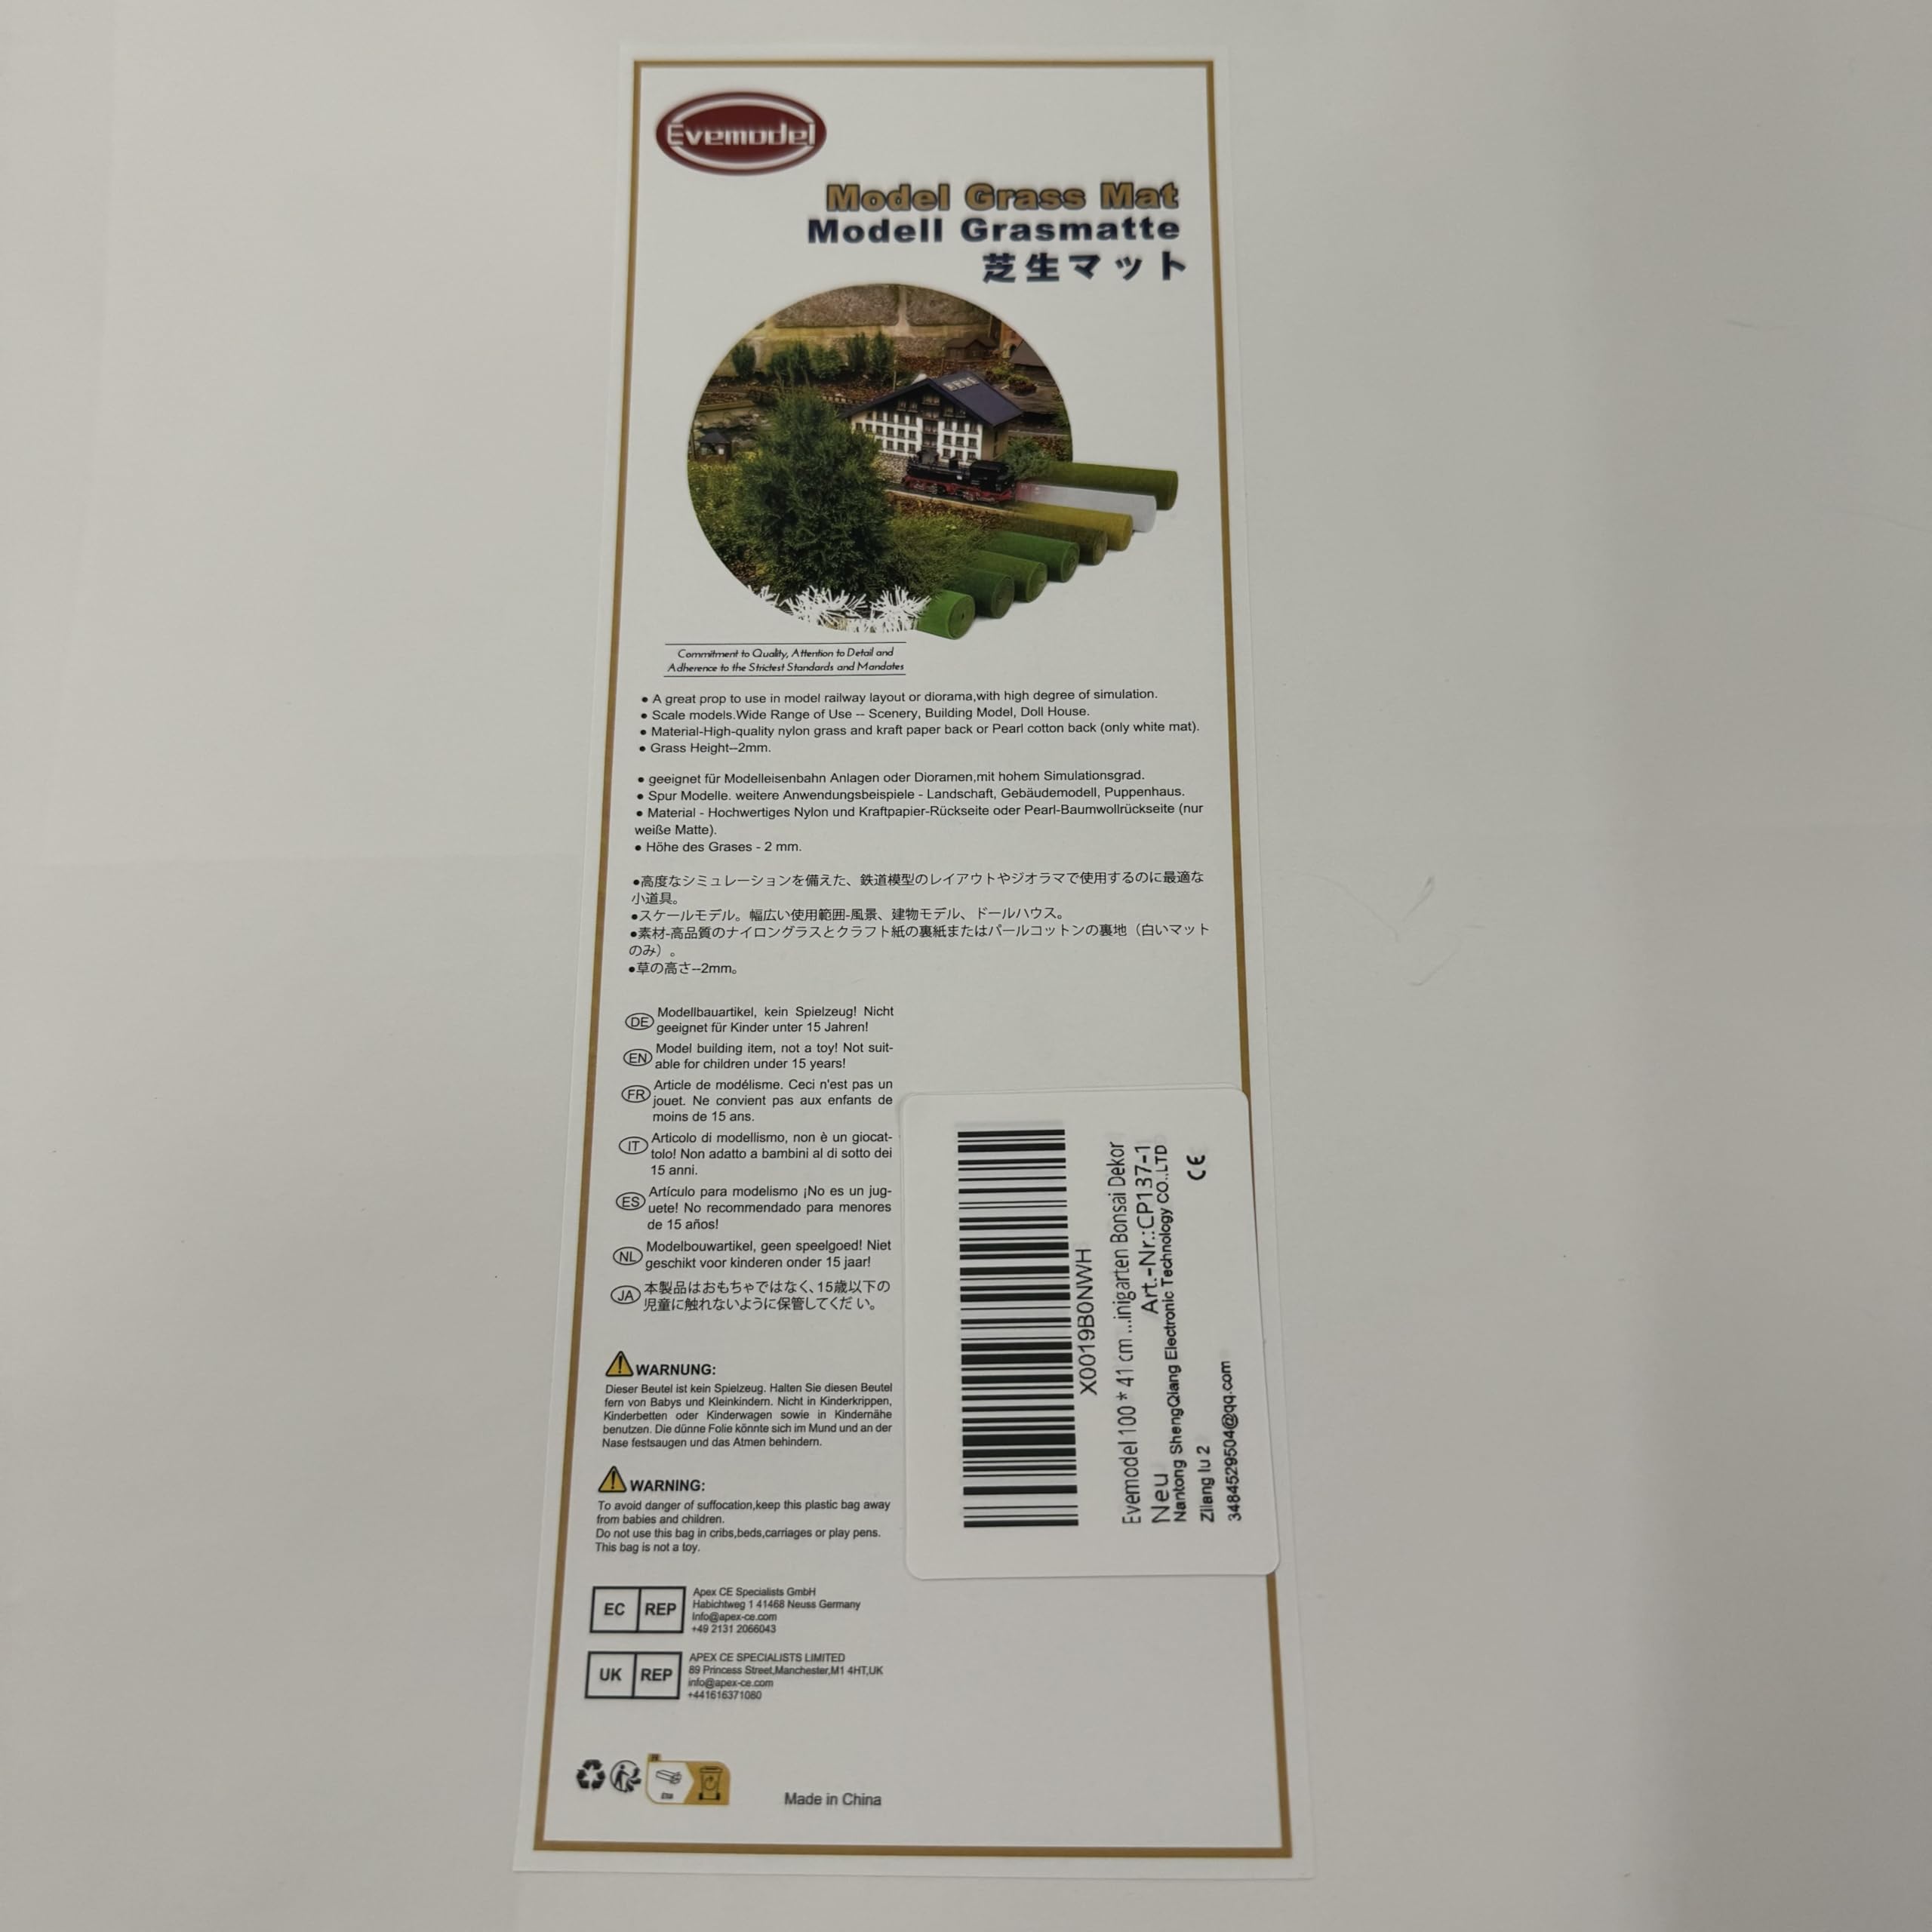 Evemodel
Model Grass Mat
Modell Grasmatte
芝生マット
Commitment to Quality, Attention to Detail and
Adherence to the Strictest Standards and Mandates
● A great prop to use in model railway layout or diorama,with high degree of simulation.
● Scale models.Wide Range of Use -- Scenery, Building Model, Doll House.
● Material-High-quality nylon grass and kraft paper back or Pearl cotton back (only white mat).
● Grass Height--2mm.
● geeignet für Modelleisenbahn Anlagen oder Dioramen,mit hohem Simulationsgrad.
● Spur Modelle. weitere Anwendungsbeispiele - Landschaft, Gebäudemodell, Puppenhaus.
● Material - Hochwertiges Nylon und Kraftpapier-Rückseite oder Pearl-Baumwollrückseite (nur
weiße Matte).
● Höhe des Grases - 2 mm.
●高度なシミュレーションを備えた、鉄道模型のレイアウトやジオラマで使用するのに最適な
小道具。
●スケールモデル。幅広い使用範囲-風景、建物モデル、ドールハウス。
●素材-高品質のナイロングラスとクラフト紙の裏紙またはパールコットンの裏地（白いマット
のみ）。
●草の高さ--2mm。
DE Modellbauartikel, kein Spielzeug! Nicht
geeignet für Kinder unter 15 Jahren!
EN Model building item, not a toy! Not suit-
able for children under 15 years!
FR Article de modélisme. Ceci n'est pas un
jouet. Ne convient pas aux enfants de
moins de 15 ans.
IT Articolo di modellismo, non è un giocat-
tolo! Non adatto a bambini al di sotto dei
15 anni.
ES Artículo para modelismo ¡No es un jug-
uete! No recommendado para menores
de 15 años!
NL Modelbouwartikel, geen speelgoed! Niet
geschikt voor kinderen onder 15 jaar!
JA 本製品はおもちゃではなく、15歳以下の
児童に触れないように保管してくだ い。
WARNUNG:
Dieser Beutel ist kein Spielzeug. Halten Sie diesen Beutel
fern von Babys und Kleinkindern. Nicht in Kinderkrippen,
Kinderbetten oder Kinderwagen sowie in Kindernähe
benutzen. Die dünne Folie könnte sich im Mund und an der
Nase festsaugen und das Atmen behindern.
WARNING:
To avoid danger of suffocation,keep this plastic bag away
from babies and children.
Do not use this bag in cribs,beds,carriages or play pens.
This bag is not a toy.
EC REP
Apex CE Specialists GmbH
Habichtweg 1 41468 Neuss Germany
Info@apex-ce.com
+49 2131 2066043
UK REP
APEX CE SPECIALISTS LIMITED
89 Princess Street,Manchester,M1 4HT,UK
info@apex-ce.com
+441616371080
Made in China
X0019B0NWH
Evemodel 100 * 41 cm ...inigarten Bonsai Dekor
Neu Art.-Nr.:CP137-1
Nantong ShengQiang Electronic Technology CO.,LTD
Zilang lu 2 CE
3484529504@qq.com